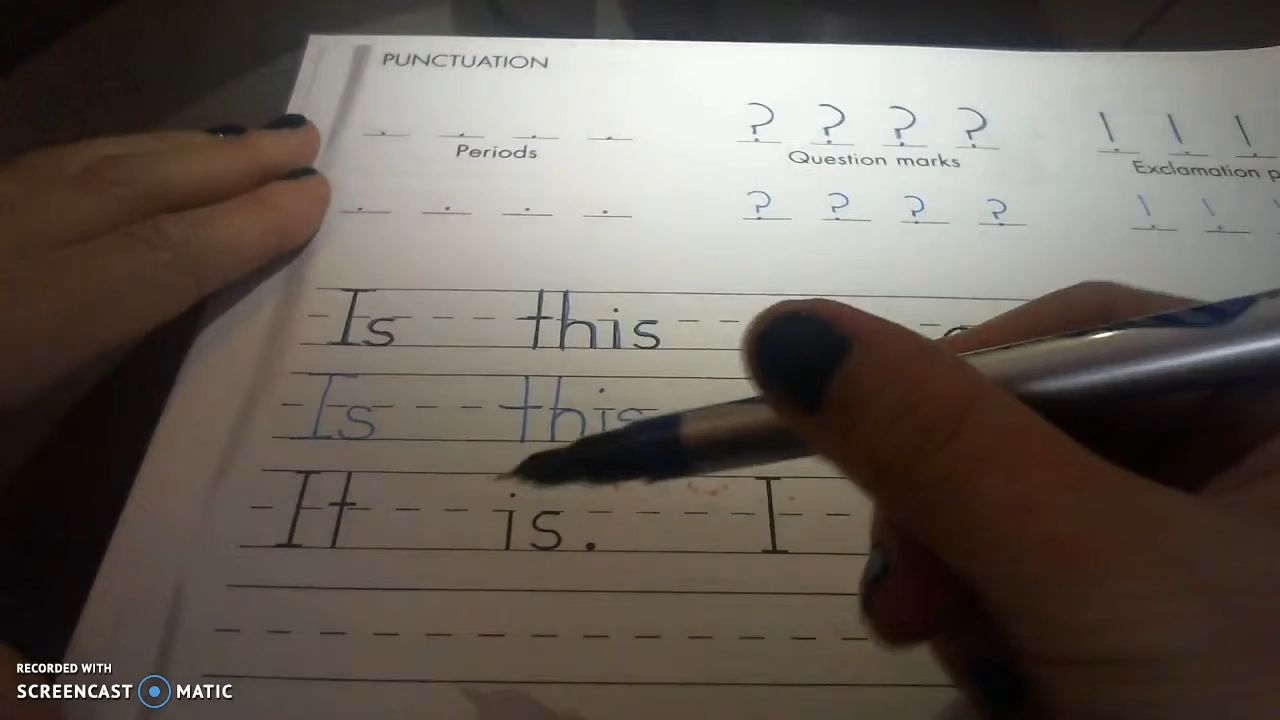 PUNCTUATION
. . . . ? ? ? ? ! ! !
Periods Question marks Exclamation
. . . . ? ? ? ? ! !
Is this
Is this
It is. I
RECORDED WITH
SCREENCAST MATIC